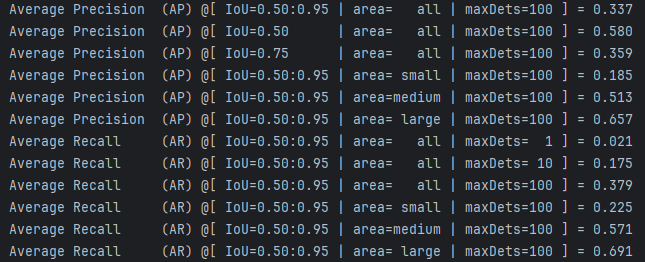 Average Precision  (AP) @[ IoU=0.50:0.95 | area=   all | maxDets=100 ] = 0.337
Average Precision  (AP) @[ IoU=0.50      | area=   all | maxDets=100 ] = 0.580
Average Precision  (AP) @[ IoU=0.75      | area=   all | maxDets=100 ] = 0.359
Average Precision  (AP) @[ IoU=0.50:0.95 | area= small | maxDets=100 ] = 0.185
Average Precision  (AP) @[ IoU=0.50:0.95 | area=medium | maxDets=100 ] = 0.513
Average Precision  (AP) @[ IoU=0.50:0.95 | area= large | maxDets=100 ] = 0.657
Average Recall     (AR) @[ IoU=0.50:0.95 | area=   all | maxDets=  1 ] = 0.021
Average Recall     (AR) @[ IoU=0.50:0.95 | area=   all | maxDets= 10 ] = 0.175
Average Recall     (AR) @[ IoU=0.50:0.95 | area=   all | maxDets=100 ] = 0.379
Average Recall     (AR) @[ IoU=0.50:0.95 | area= small | maxDets=100 ] = 0.225
Average Recall     (AR) @[ IoU=0.50:0.95 | area=medium | maxDets=100 ] = 0.571
Average Recall     (AR) @[ IoU=0.50:0.95 | area= large | maxDets=100 ] = 0.691